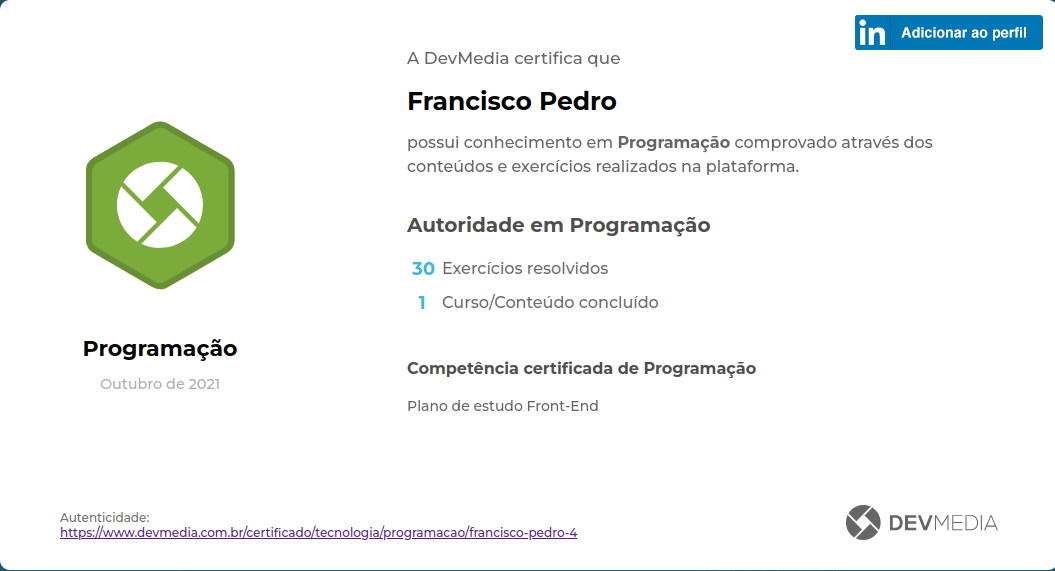 in Adicionar ao perfil
A DevMedia certifica que
Francisco Pedro
possui conhecimento em Programação comprovado através dos
conteúdos e exercícios realizados na plataforma.
Autoridade em Programação
30 Exercícios resolvidos
1 Curso/Conteúdo concluído
Programação
Outubro de 2021
Competência certificada de Programação
Plano de estudo Front-End
Autenticidade:
https://www.devmedia.com.br/certificado/tecnologia/programacao/francisco-pedro-4
DEVMEDIA